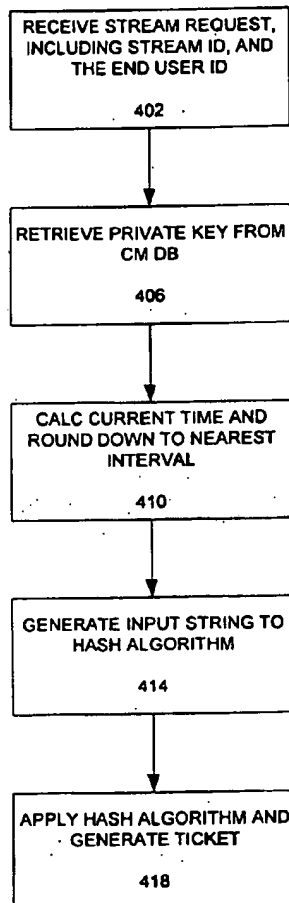 RECEIVE STREAM REQUEST,
INCLUDING STREAM ID, AND
THE END USER ID
402
RETRIEVE PRIVATE KEY FROM
CM DB
406
CALC CURRENT TIME AND
ROUND DOWN TO NEAREST
INTERVAL
410
GENERATE INPUT STRING TO
HASH ALGORITHM
414
APPLY HASH ALGORITHM AND
GENERATE TICKET
418